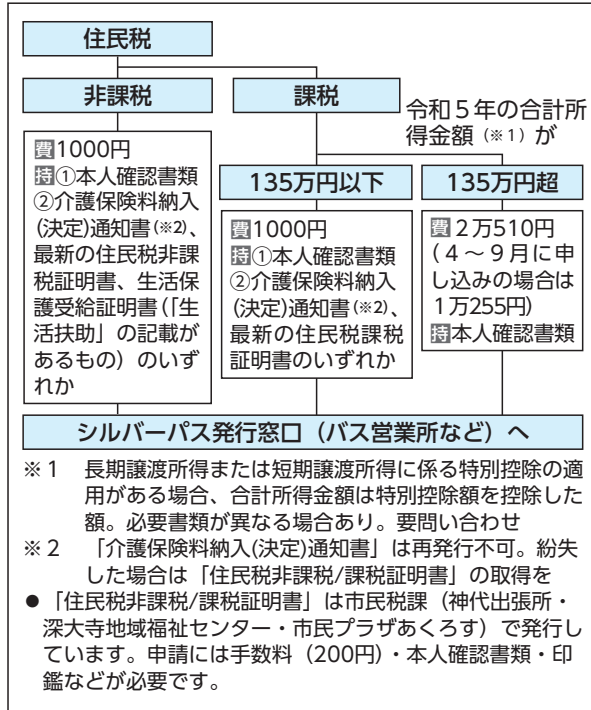 住民税
非課税
課税
令和5年の合計所
得金額(※1)が
費1000円
持①本人確認書類
②介護保険料納入
(決定)通知書(※2)、
最新の住民税非課
税証明書、生活保
護受給証明書(「生
活扶助」の記載が
あるもの)のいず
れか
135万円以下
費1000円
持①本人確認書類
②介護保険料納入
(決定)通知書(※2)、
最新の住民税課税
証明書のいずれか
135万円超
費2万510円
(4~9月に申
し込みの場合は
1万255円)
持本人確認書類
シルバーパス発行窓口(バス営業所など)へ
※1 長期譲渡所得または短期譲渡所得に係る特別控除の適
用がある場合、合計所得金額は特別控除額を控除した
額。必要書類が異なる場合あり。要問い合わせ
※2 「介護保険料納入(決定)通知書」は再発行不可。紛失
した場合は「住民税非課税/課税証明書」の取得を
●「住民税非課税/課税証明書」は市民税課(神代出張所・
深大寺地域福祉センター・市民プラザあくろす)で発行し
ています。申請には手数料(200円)・本人確認書類・印
鑑などが必要です。